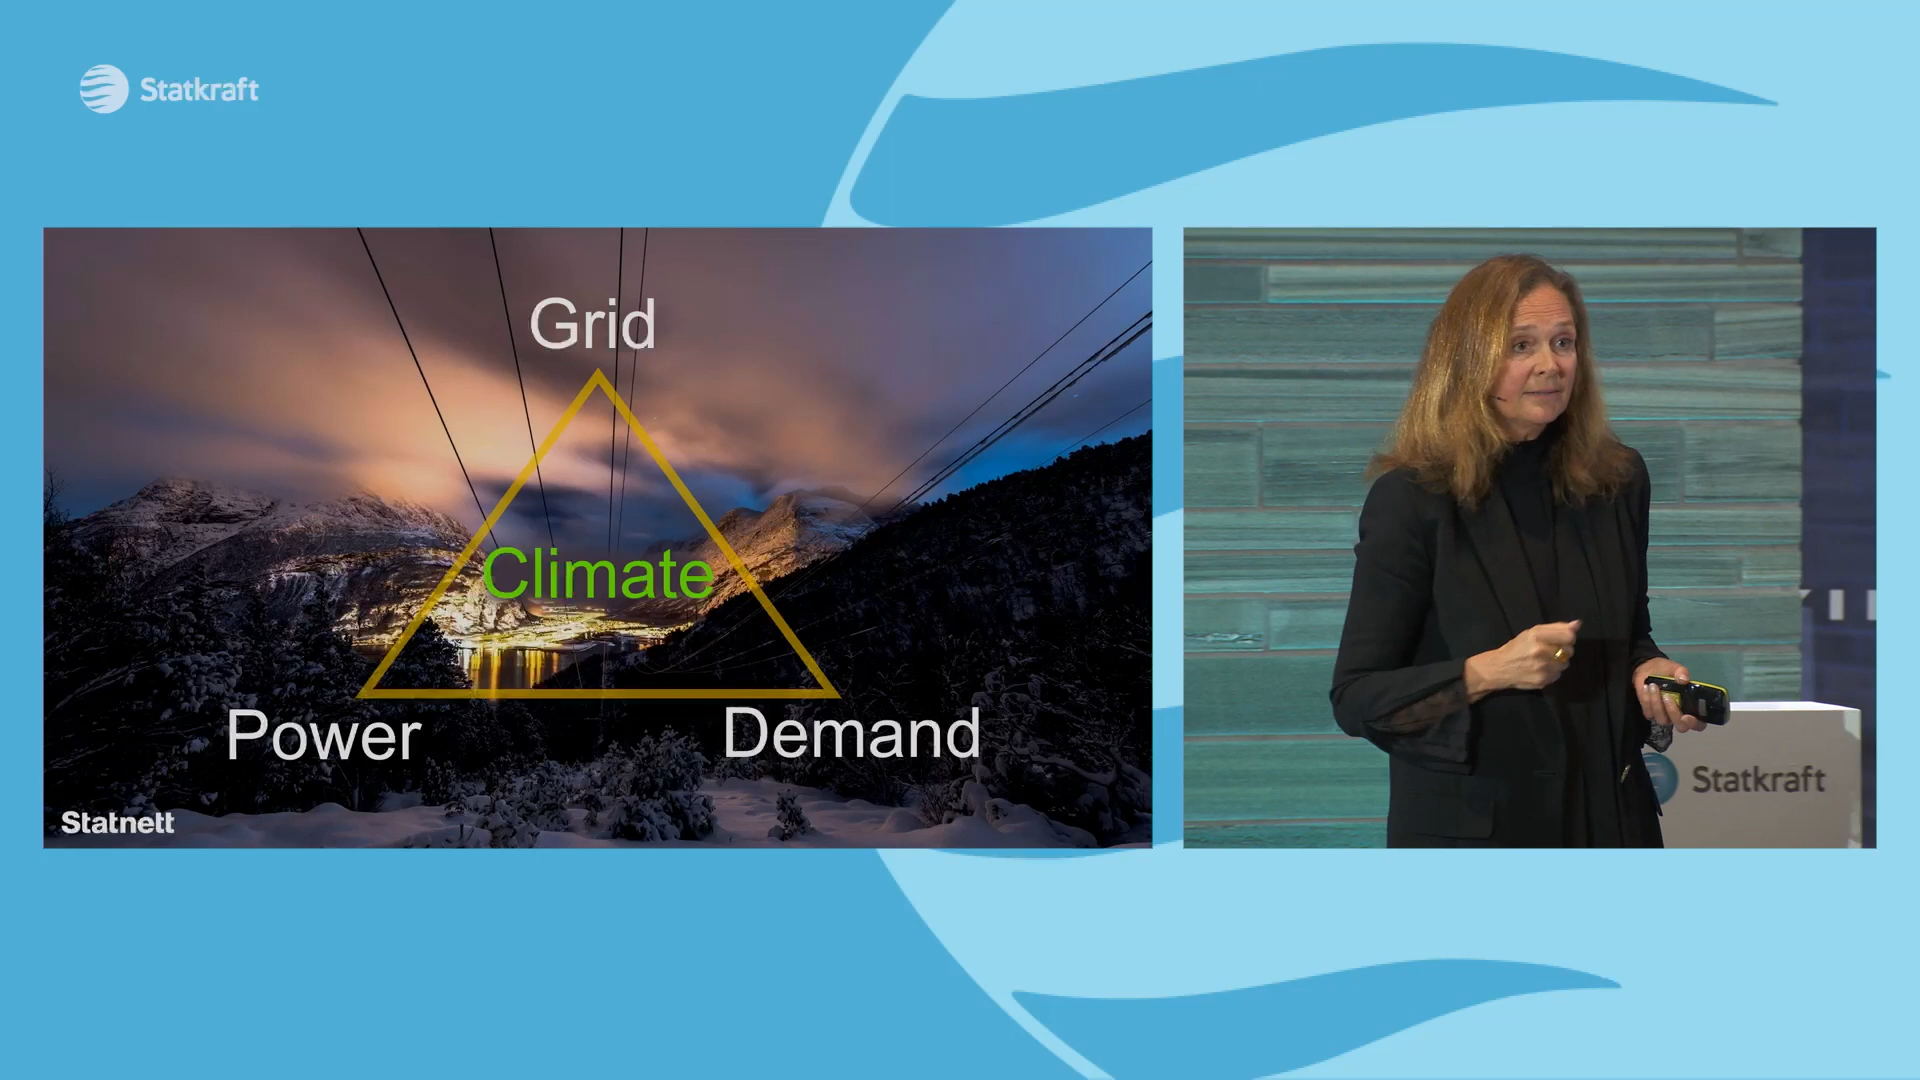 Statkraft
Grid
Climate
Power
Demand
Statnett
Statkraft